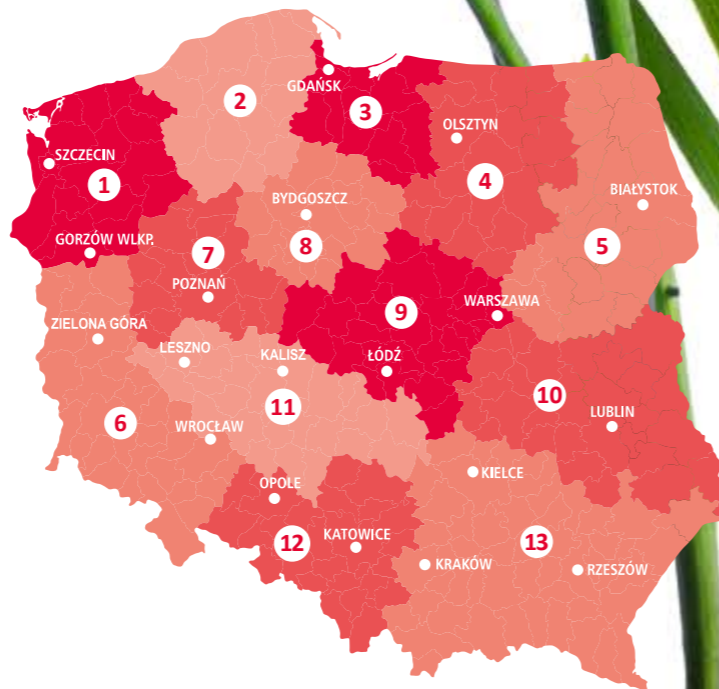 2
GDAŃSK
3
OLSZTYN
SZCZECIN
1
4
BYDGOSZCZ
BIAŁYSTOK
GORZÓW WLKP.
7
8
5
POZNAŃ
9
WARSZAWA
ZIELONA GÓRA
LESZNO
KALISZ
ŁÓDŹ
10
11
LUBLIN
6
WROCŁAW
KIELCE
OPOLE
12
KATOWICE
13
KRAKÓW
RZESZÓW